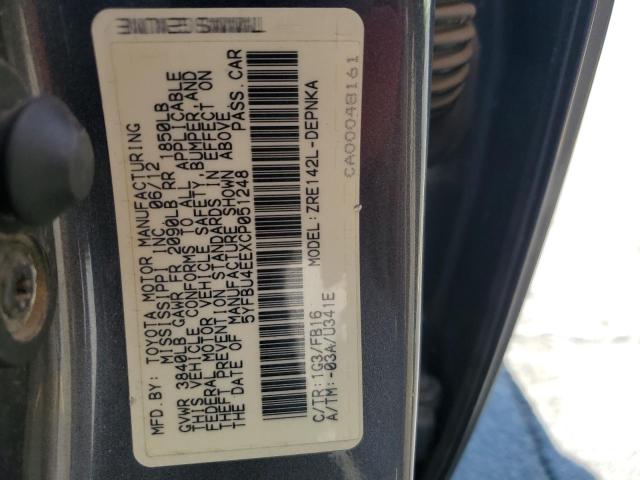 MFD.BY: TOYOTA MOTOR MANUFACTURING
MISSISSIPPI INC. 06/12
GVWR 3840LB GAWR FR 2090LB RR 1850LB
THIS VEHICLE CONFORMS TO ALL APPLICABLE
FEDERAL MOTOR VEHICLE SAFETY, BUMPER, AND
THEFT PREVENTION STANDARDS IN EFFECT ON
THE DATE OF MANUFACTURE SHOWN ABOVE
5YFBU4EEXCP051248 PASS.CAR
C/TR:1G3/FB16 MODEL:ZRE142L-DEPNKA
A/TM:-03A/U341E
CA00048161